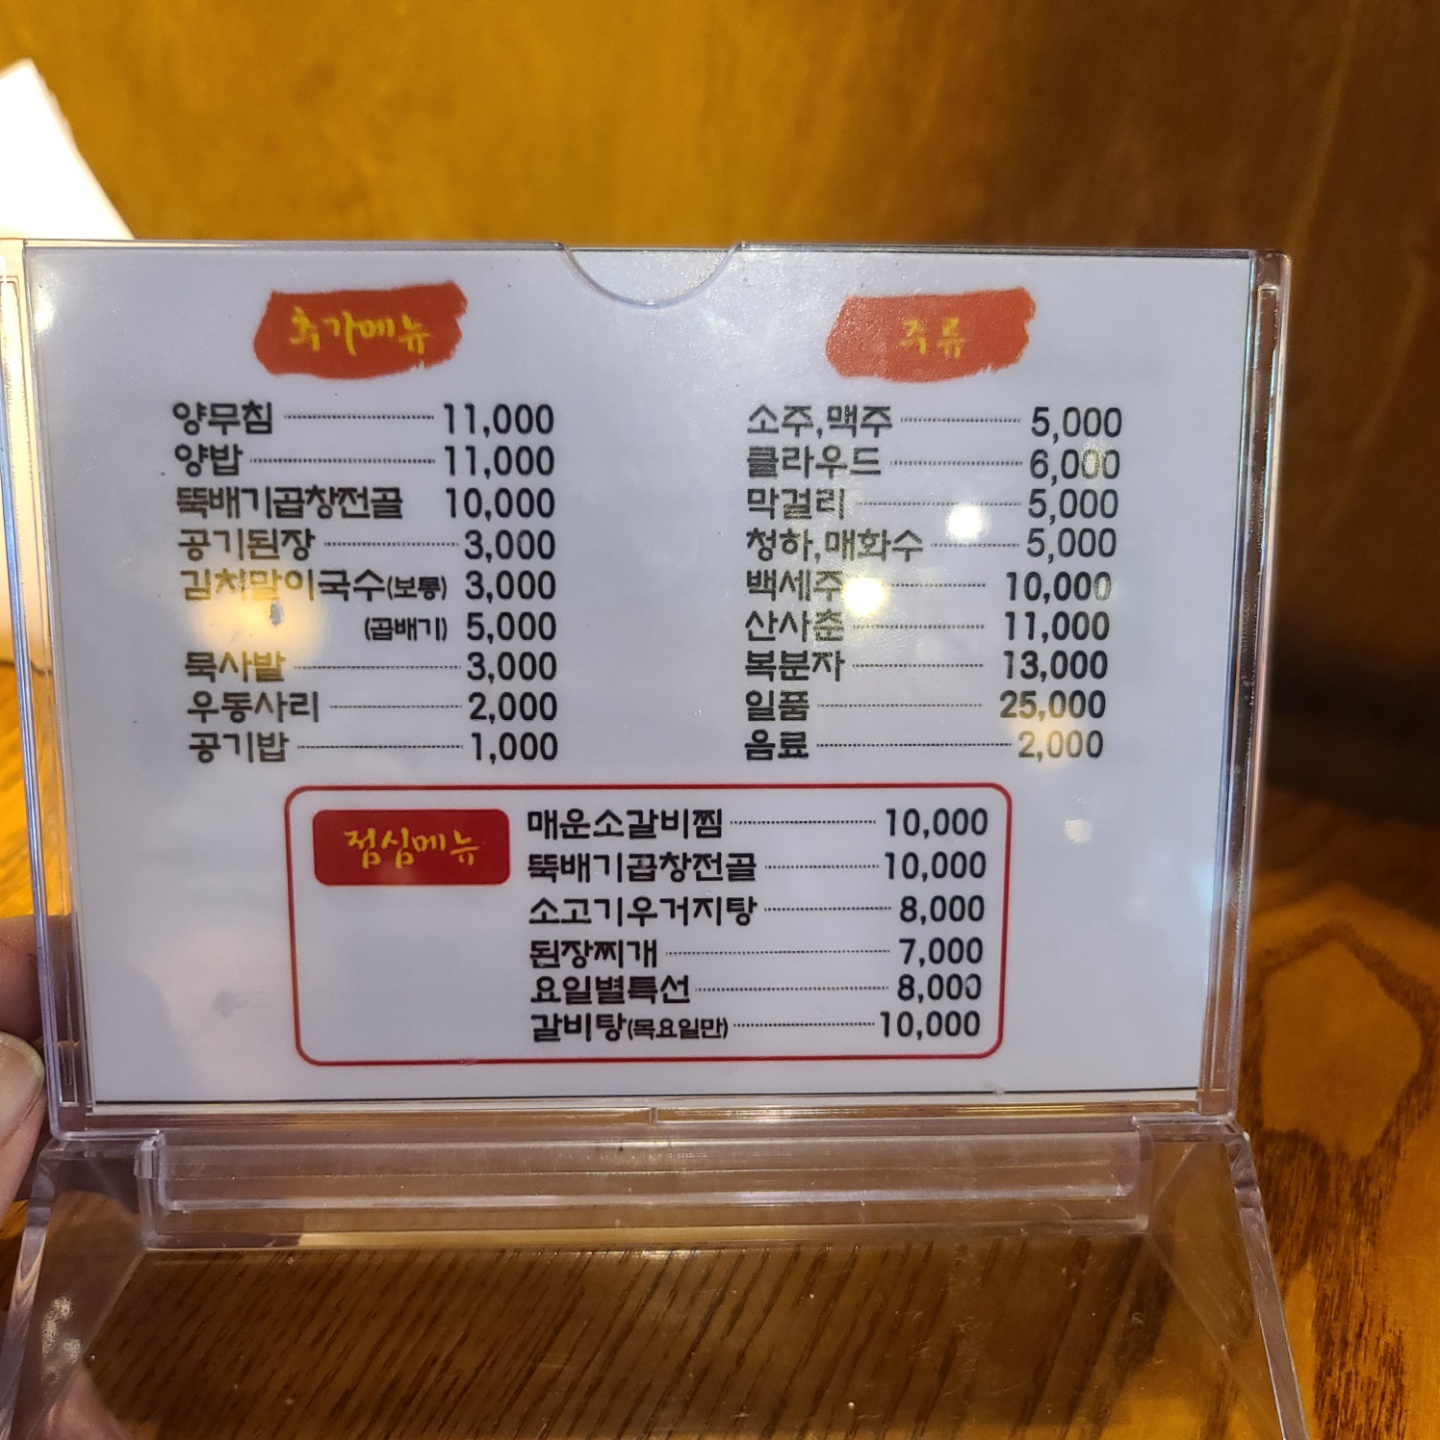 추가메뉴
양무침 11,000
양밥 11,000
뚝배기곱창전골 10,000
공기된장 3,000
김치말이국수(보통) 3,000
(곱배기) 5,000
묵사발 3,000
우동사리 2,000
공기밥 1,000
주류
소주,맥주 5,000
클라우드 6,000
막걸리 5,000
청하,매화수 5,000
백세주 10,000
산사춘 11,000
복분자 13,000
일품 25,000
음료 2,000
점심메뉴
매운소갈비찜 10,000
뚝배기곱창전골 10,000
소고기우거지탕 8,000
된장찌개 7,000
요일별특선 8,000
갈비탕(목요일만) 10,000